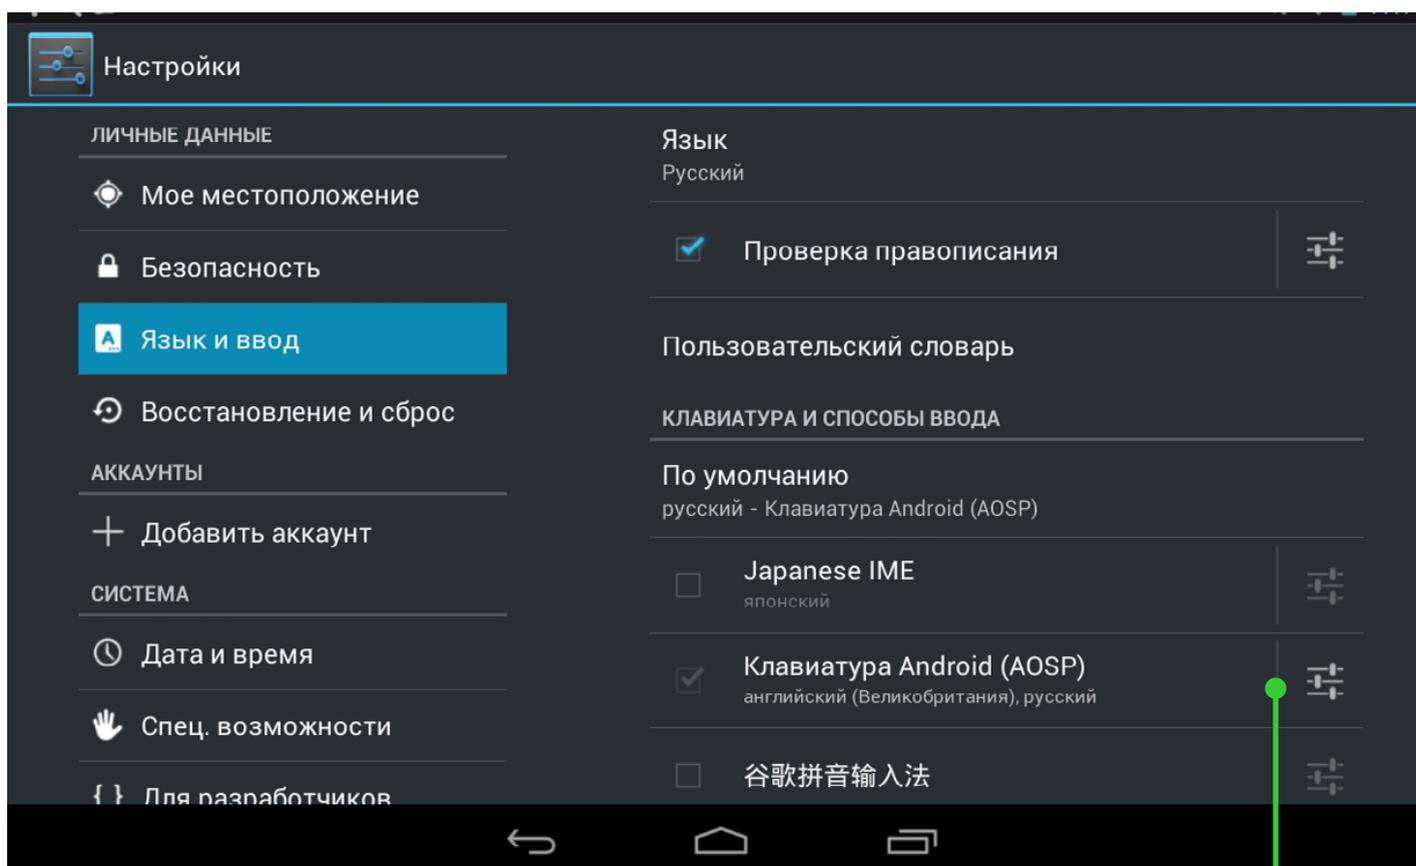 Настройки
ЛИЧНЫЕ ДАННЫЕ
Мое местоположение
Безопасность
Язык и ввод
Восстановление и сброс
АККАУНТЫ
Добавить аккаунт
СИСТЕМА
Дата и время
Спец. возможности
Для разработчиков
Язык
Русский
Проверка правописания
Пользовательский словарь
КЛАВИАТУРА И СПОСОБЫ ВВОДА
По умолчанию
русский - Клавиатура Android (AOSP)
Japanese IME
японский
Клавиатура Android (AOSP)
английский (Великобритания), русский
谷歌拼音输入法